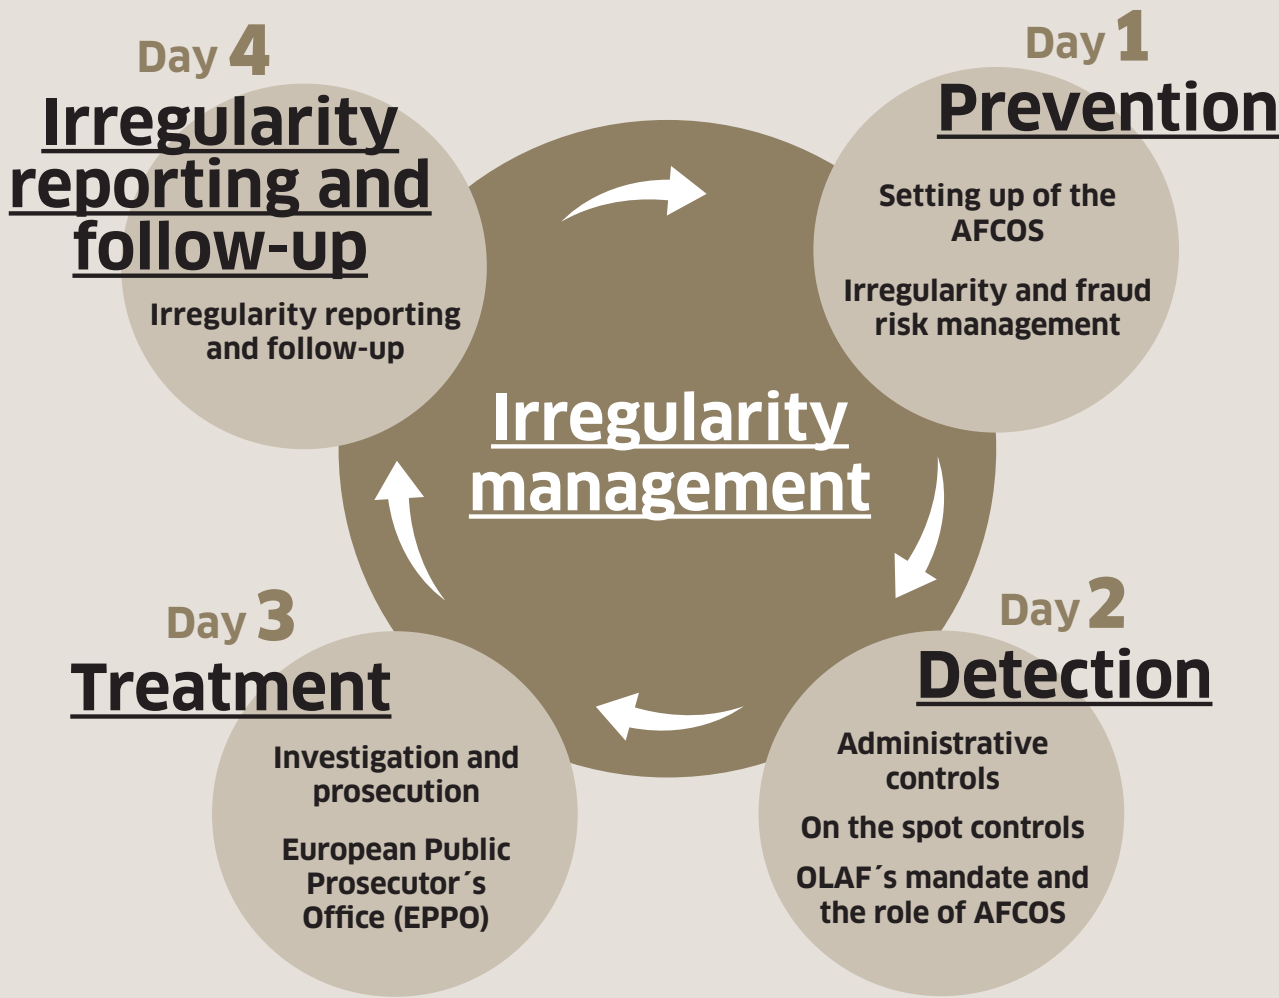 Day 4
Irregularity
reporting and
follow-up
Irregularity reporting
and follow-up
Day 1
Prevention
Setting up of the
AFCOS
Irregularity and fraud
risk management
Irregularity
management
Day 3
Treatment
Investigation and
prosecution
European Public
Prosecutor´s
Office (EPPO)
Day 2
Detection
Administrative
controls
On the spot controls
OLAF´s mandate and
the role of AFCOS